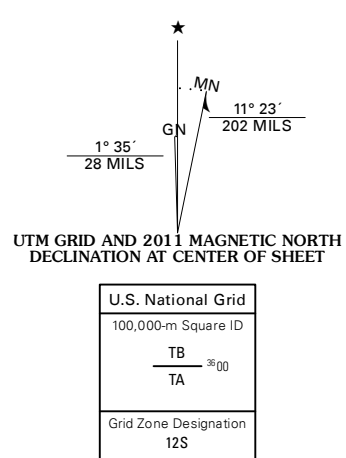 ★
MN
GN
11° 23´
202 MILS
1° 35´
28 MILS
UTM GRID AND 2011 MAGNETIC NORTH
DECLINATION AT CENTER OF SHEET
U.S. National Grid
100,000-m Square ID
TB
3600
TA
Grid Zone Designation
12S